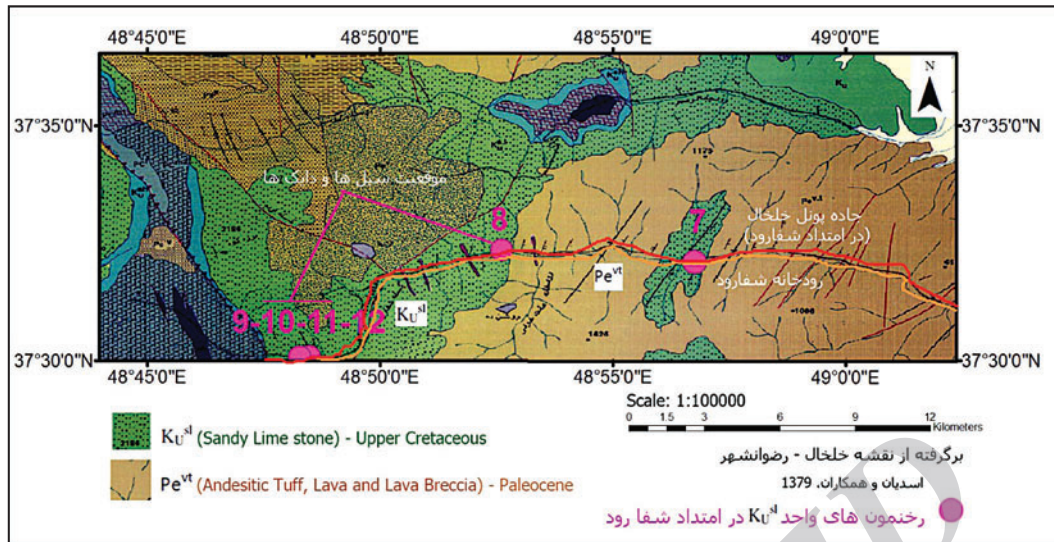 48°45'0"E 48°50'0"E 48°55'0"E 49°0'0"E
N
37°35'0"N 37°35'0"N
1179
موقعیت سیل ها و دایک ها
8
7
جاده پونل خلخال
(در امتداد شفارود)
رودخانه شفارود
Pe^vt
K_U^sl
9-10-11-12
1426
37°30'0"N 37°30'0"N
48°45'0"E 48°50'0"E 48°55'0"E 49°0'0"E
Scale: 1:100000
0 1.5 3 6 9 12
Kilometers
K_U^sl (Sandy Lime stone) - Upper Cretaceous
Pe^vt (Andesitic Tuff, Lava and Lava Breccia) - Paleocene
برگرفته از نقشه خلخال - رضوانشهر
اسدیان و همکاران، 1379
رخنمون های واحد K_U^sl در امتداد شفا رود